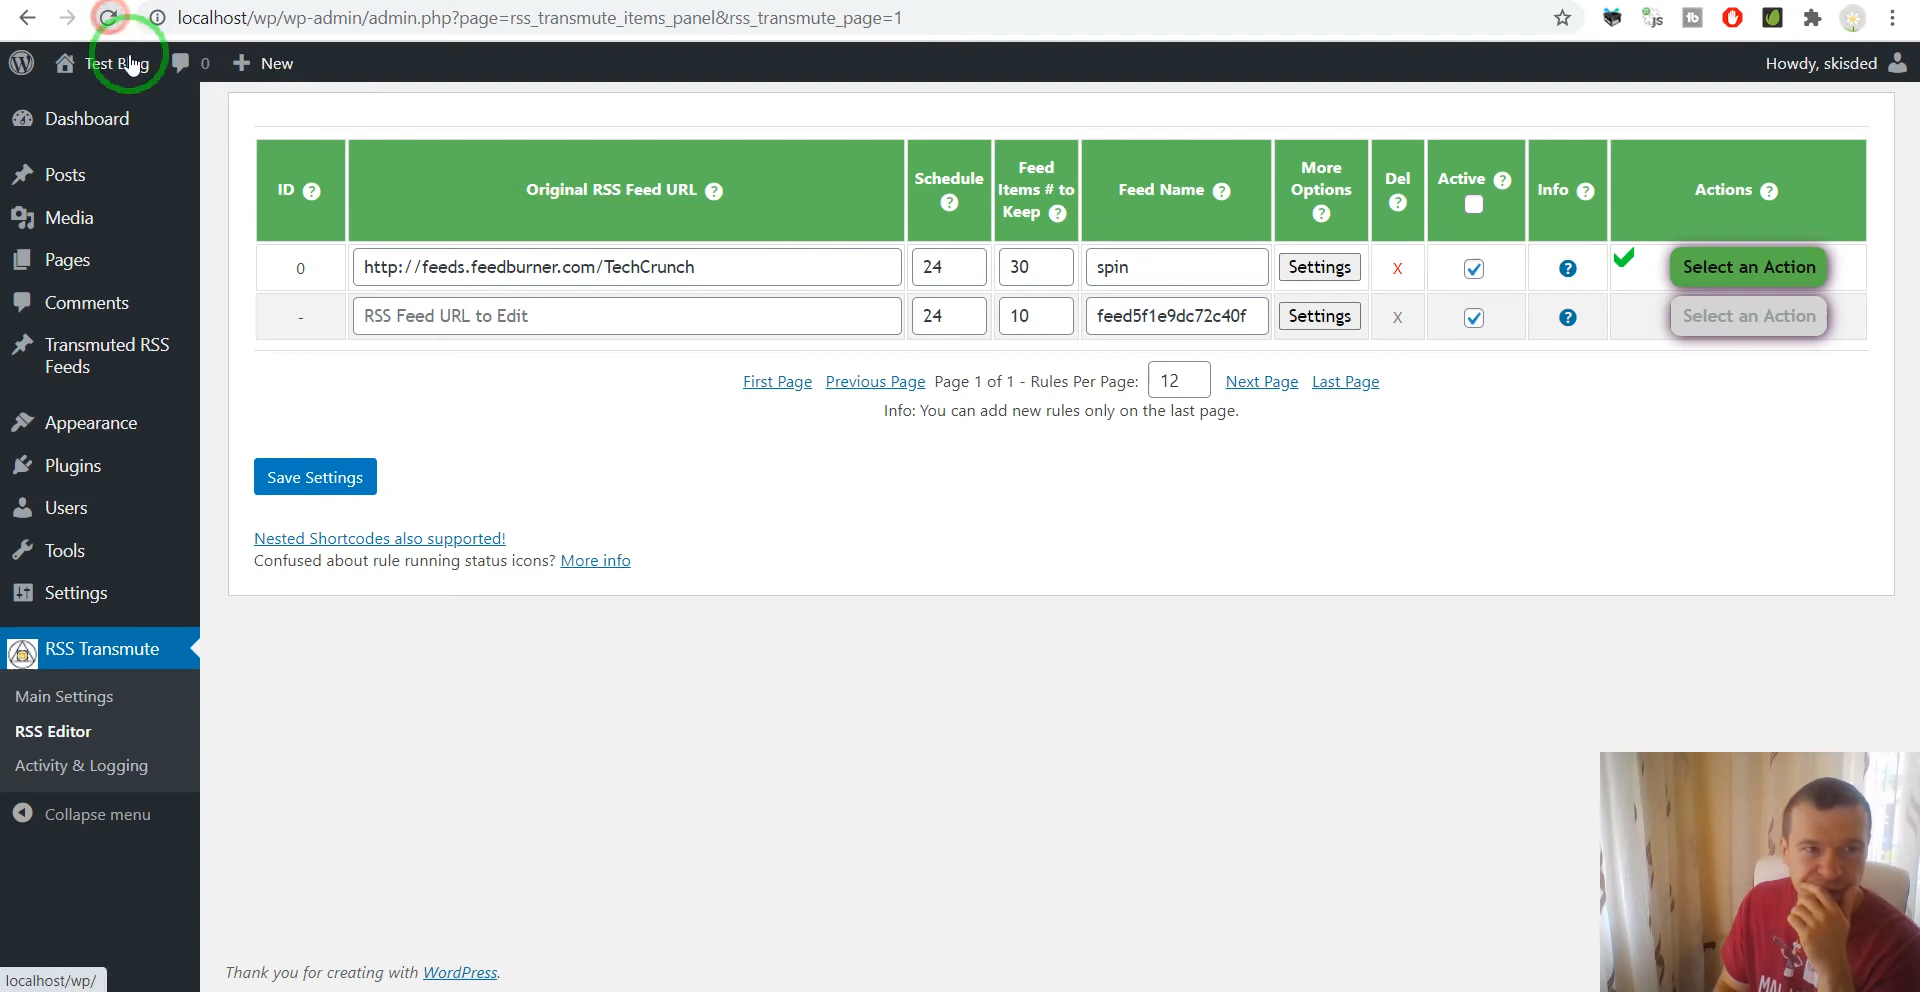 localhost/wp/wp-admin/admin.php?page=rss_transmute_items_panel&rss_transmute_page=1
Test Blog 0 New
Howdy, skisded
Dashboard
Posts
Media
Pages
Comments
Transmuted RSS
Feeds
Appearance
Plugins
Users
Tools
Settings
RSS Transmute
Main Settings
RSS Editor
Activity & Logging
Collapse menu
ID ?
Original RSS Feed URL ?
Schedule
?
Feed
Items # to
Keep ?
Feed Name ?
More
Options
?
Del
?
Active ?
Info ?
Actions ?
0 http://feeds.feedburner.com/TechCrunch 24 30 spin Settings X ? Select an Action
- RSS Feed URL to Edit 24 10 feed5f1e9dc72c40f Settings X ? Select an Action
First Page Previous Page Page 1 of 1 - Rules Per Page: 12 Next Page Last Page
Info: You can add new rules only on the last page.
Save Settings
Nested Shortcodes also supported!
Confused about rule running status icons? More info
Thank you for creating with WordPress.
localhost/wp/